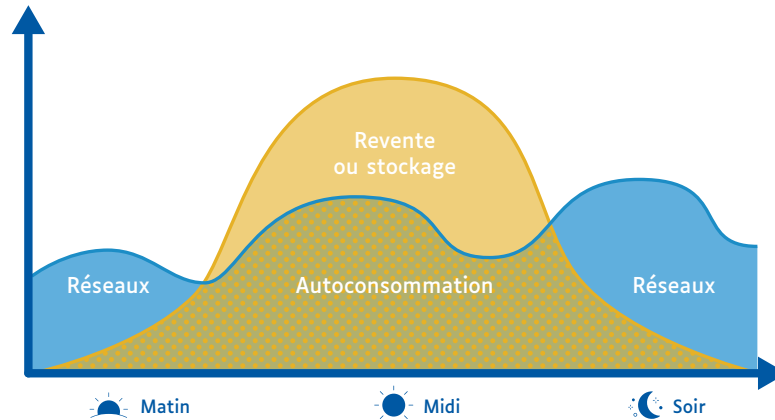 Revente
ou stockage
Réseaux
Autoconsommation
Réseaux
Matin
Midi
Soir